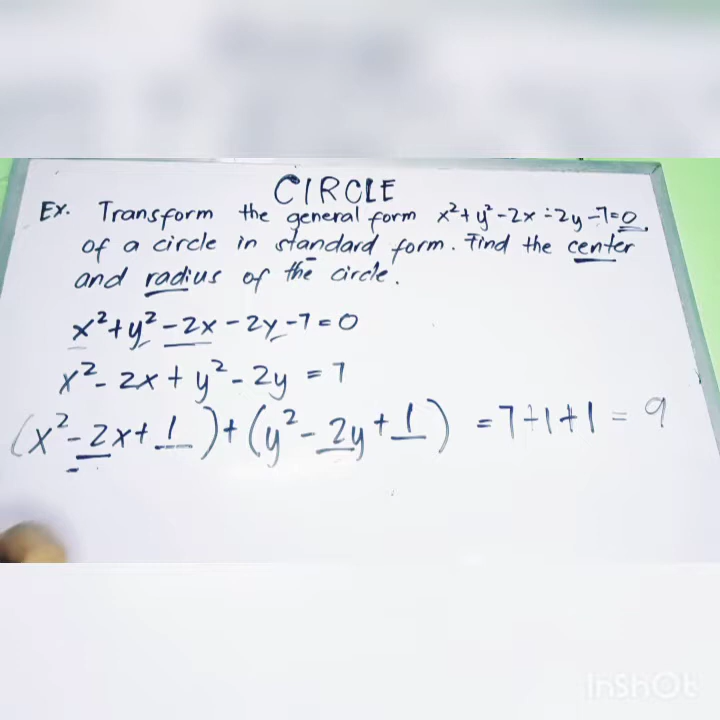 CIRCLE
Ex. Transform the general form x²+y²-2x-2y-7=0
of a circle in standard form. Find the center
and radius of the circle.
x²+y²-2x-2y-7=0
x²-2x+y²-2y=7
(x²-2x+1)+(y²-2y+1)=7+1+1=9
InShOt